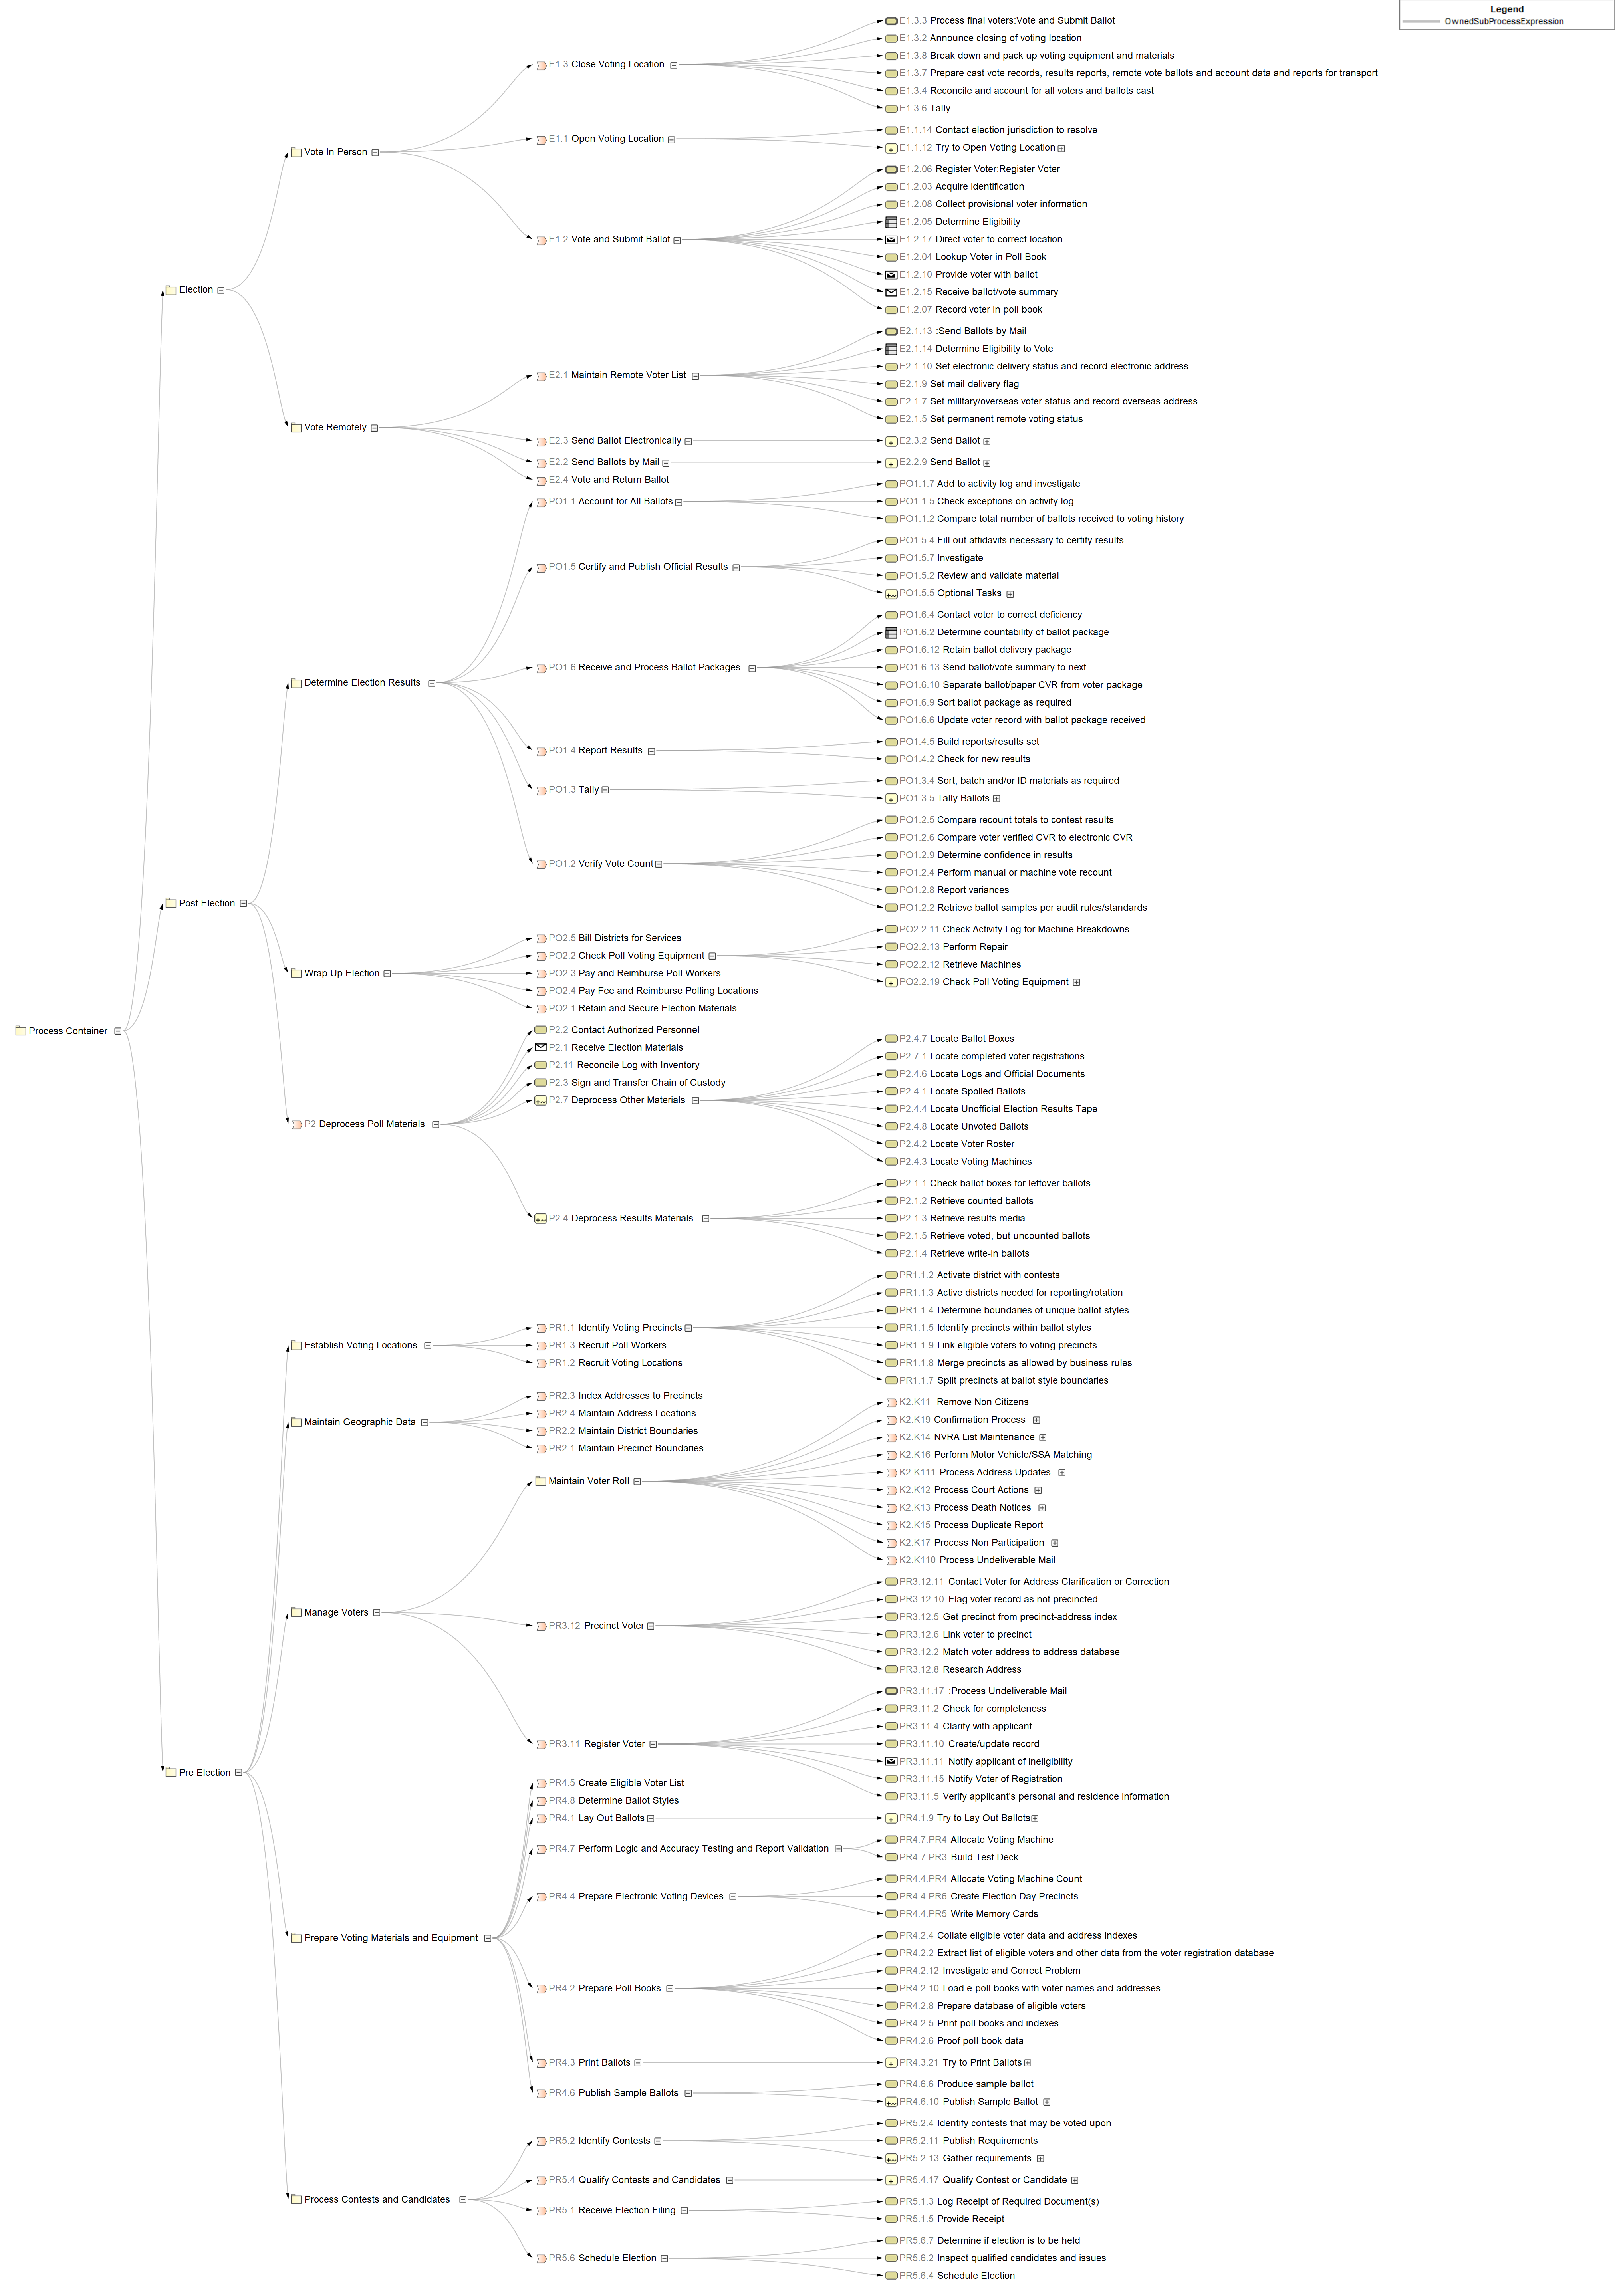 Legend
OwnedSubProcessExpression
Process Container
Election
Vote In Person
E1.3 Close Voting Location
E1.3.3 Process final voters:Vote and Submit Ballot
E1.3.2 Announce closing of voting location
E1.3.8 Break down and pack up voting equipment and materials
E1.3.7 Prepare cast vote records, results reports, remote vote ballots and account data and reports for transport
E1.3.4 Reconcile and account for all voters and ballots cast
E1.3.6 Tally
E1.1 Open Voting Location
E1.1.14 Contact election jurisdiction to resolve
E1.1.12 Try to Open Voting Location
E1.2 Vote and Submit Ballot
E1.2.06 Register Voter:Register Voter
E1.2.03 Acquire identification
E1.2.08 Collect provisional voter information
E1.2.05 Determine Eligibility
E1.2.17 Direct voter to correct location
E1.2.04 Lookup Voter in Poll Book
E1.2.10 Provide voter with ballot
E1.2.15 Receive ballot/vote summary
E1.2.07 Record voter in poll book
Vote Remotely
E2.1 Maintain Remote Voter List
E2.1.13 :Send Ballots by Mail
E2.1.14 Determine Eligibility to Vote
E2.1.10 Set electronic delivery status and record electronic address
E2.1.9 Set mail delivery flag
E2.1.7 Set military/overseas voter status and record overseas address
E2.1.5 Set permanent remote voting status
E2.3 Send Ballot Electronically
E2.3.2 Send Ballot
E2.2 Send Ballots by Mail
E2.2.9 Send Ballot
E2.4 Vote and Return Ballot
Post Election
Determine Election Results
PO1.1 Account for All Ballots
PO1.1.7 Add to activity log and investigate
PO1.1.5 Check exceptions on activity log
PO1.1.2 Compare total number of ballots received to voting history
PO1.5 Certify and Publish Official Results
PO1.5.4 Fill out affidavits necessary to certify results
PO1.5.7 Investigate
PO1.5.2 Review and validate material
PO1.5.5 Optional Tasks
PO1.6 Receive and Process Ballot Packages
PO1.6.4 Contact voter to correct deficiency
PO1.6.2 Determine countability of ballot package
PO1.6.12 Retain ballot delivery package
PO1.6.13 Send ballot/vote summary to next
PO1.6.10 Separate ballot/paper CVR from voter package
PO1.6.9 Sort ballot package as required
PO1.6.6 Update voter record with ballot package received
PO1.4 Report Results
PO1.4.5 Build reports/results set
PO1.4.2 Check for new results
PO1.3 Tally
PO1.3.4 Sort, batch and/or ID materials as required
PO1.3.5 Tally Ballots
PO1.2 Verify Vote Count
PO1.2.5 Compare recount totals to contest results
PO1.2.6 Compare voter verified CVR to electronic CVR
PO1.2.9 Determine confidence in results
PO1.2.4 Perform manual or machine vote recount
PO1.2.8 Report variances
PO1.2.2 Retrieve ballot samples per audit rules/standards
Wrap Up Election
PO2.5 Bill Districts for Services
PO2.2 Check Poll Voting Equipment
PO2.2.11 Check Activity Log for Machine Breakdowns
PO2.2.13 Perform Repair
PO2.2.12 Retrieve Machines
PO2.2.19 Check Poll Voting Equipment
PO2.3 Pay and Reimburse Poll Workers
PO2.4 Pay Fee and Reimburse Polling Locations
PO2.1 Retain and Secure Election Materials
P2 Deprocess Poll Materials
P2.2 Contact Authorized Personnel
P2.1 Receive Election Materials
P2.11 Reconcile Log with Inventory
P2.3 Sign and Transfer Chain of Custody
P2.7 Deprocess Other Materials
P2.4.7 Locate Ballot Boxes
P2.7.1 Locate completed voter registrations
P2.4.6 Locate Logs and Official Documents
P2.4.1 Locate Spoiled Ballots
P2.4.4 Locate Unofficial Election Results Tape
P2.4.8 Locate Unvoted Ballots
P2.4.2 Locate Voter Roster
P2.4.3 Locate Voting Machines
P2.4 Deprocess Results Materials
P2.1.1 Check ballot boxes for leftover ballots
P2.1.2 Retrieve counted ballots
P2.1.3 Retrieve results media
P2.1.5 Retrieve voted, but uncounted ballots
P2.1.4 Retrieve write-in ballots
Pre Election
Establish Voting Locations
PR1.1 Identify Voting Precincts
PR1.1.2 Activate district with contests
PR1.1.3 Active districts needed for reporting/rotation
PR1.1.4 Determine boundaries of unique ballot styles
PR1.1.5 Identify precincts within ballot styles
PR1.1.9 Link eligible voters to voting precincts
PR1.1.8 Merge precincts as allowed by business rules
PR1.1.7 Split precincts at ballot style boundaries
PR1.3 Recruit Poll Workers
PR1.2 Recruit Voting Locations
Maintain Geographic Data
PR2.3 Index Addresses to Precincts
PR2.4 Maintain Address Locations
PR2.2 Maintain District Boundaries
PR2.1 Maintain Precinct Boundaries
Manage Voters
Maintain Voter Roll
K2.K11 Remove Non Citizens
K2.K19 Confirmation Process
K2.K14 NVRA List Maintenance
K2.K16 Perform Motor Vehicle/SSA Matching
K2.K111 Process Address Updates
K2.K12 Process Court Actions
K2.K13 Process Death Notices
K2.K15 Process Duplicate Report
K2.K17 Process Non Participation
K2.K110 Process Undeliverable Mail
PR3.12 Precinct Voter
PR3.12.11 Contact Voter for Address Clarification or Correction
PR3.12.10 Flag voter record as not precincted
PR3.12.5 Get precinct from precinct-address index
PR3.12.6 Link voter to precinct
PR3.12.2 Match voter address to address database
PR3.12.8 Research Address
PR3.11 Register Voter
PR3.11.17 :Process Undeliverable Mail
PR3.11.2 Check for completeness
PR3.11.4 Clarify with applicant
PR3.11.10 Create/update record
PR3.11.11 Notify applicant of ineligibility
PR3.11.15 Notify Voter of Registration
PR3.11.5 Verify applicant's personal and residence information
Prepare Voting Materials and Equipment
PR4.5 Create Eligible Voter List
PR4.8 Determine Ballot Styles
PR4.1 Lay Out Ballots
PR4.1.9 Try to Lay Out Ballots
PR4.7 Perform Logic and Accuracy Testing and Report Validation
PR4.7.PR4 Allocate Voting Machine
PR4.7.PR3 Build Test Deck
PR4.4 Prepare Electronic Voting Devices
PR4.4.PR4 Allocate Voting Machine Count
PR4.4.PR6 Create Election Day Precincts
PR4.4.PR5 Write Memory Cards
PR4.2 Prepare Poll Books
PR4.2.4 Collate eligible voter data and address indexes
PR4.2.2 Extract list of eligible voters and other data from the voter registration database
PR4.2.12 Investigate and Correct Problem
PR4.2.10 Load e-poll books with voter names and addresses
PR4.2.8 Prepare database of eligible voters
PR4.2.5 Print poll books and indexes
PR4.2.6 Proof poll book data
PR4.3 Print Ballots
PR4.3.21 Try to Print Ballots
PR4.6 Publish Sample Ballots
PR4.6.6 Produce sample ballot
PR4.6.10 Publish Sample Ballot
Process Contests and Candidates
PR5.2 Identify Contests
PR5.2.4 Identify contests that may be voted upon
PR5.2.11 Publish Requirements
PR5.2.13 Gather requirements
PR5.4 Qualify Contests and Candidates
PR5.4.17 Qualify Contest or Candidate
PR5.1 Receive Election Filing
PR5.1.3 Log Receipt of Required Document(s)
PR5.1.5 Provide Receipt
PR5.6 Schedule Election
PR5.6.7 Determine if election is to be held
PR5.6.2 Inspect qualified candidates and issues
PR5.6.4 Schedule Election